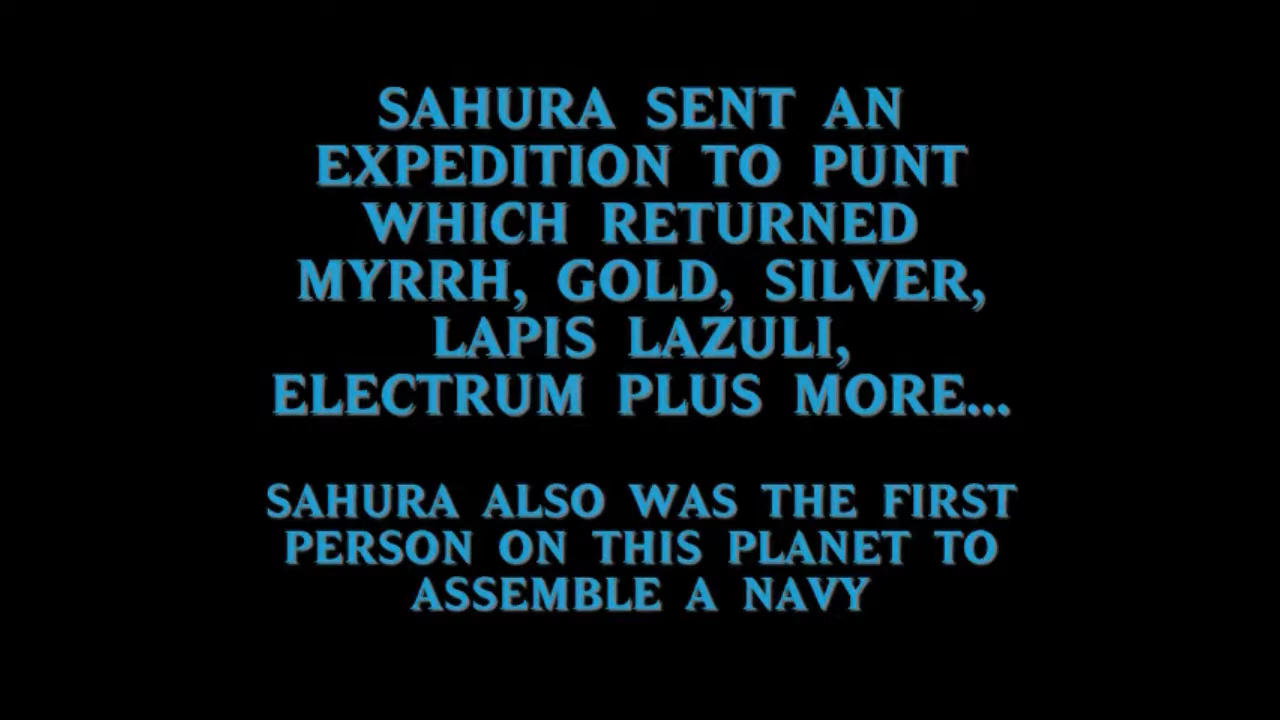 SAHURA SENT AN
EXPEDITION TO PUNT
WHICH RETURNED
MYRRH, GOLD, SILVER,
LAPIS LAZULI,
ELECTRUM PLUS MORE...
SAHURA ALSO WAS THE FIRST
PERSON ON THIS PLANET TO
ASSEMBLE A NAVY